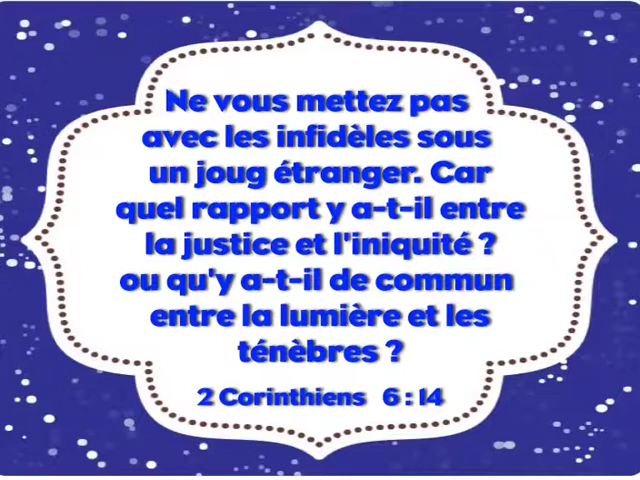 Ne vous mettez pas
avec les infidèles sous
un joug étranger. Car
quel rapport y a-t-il entre
la justice et l'iniquité ?
ou qu'y a-t-il de commun
entre la lumière et les
ténèbres ?
2 Corinthiens 6 : 14